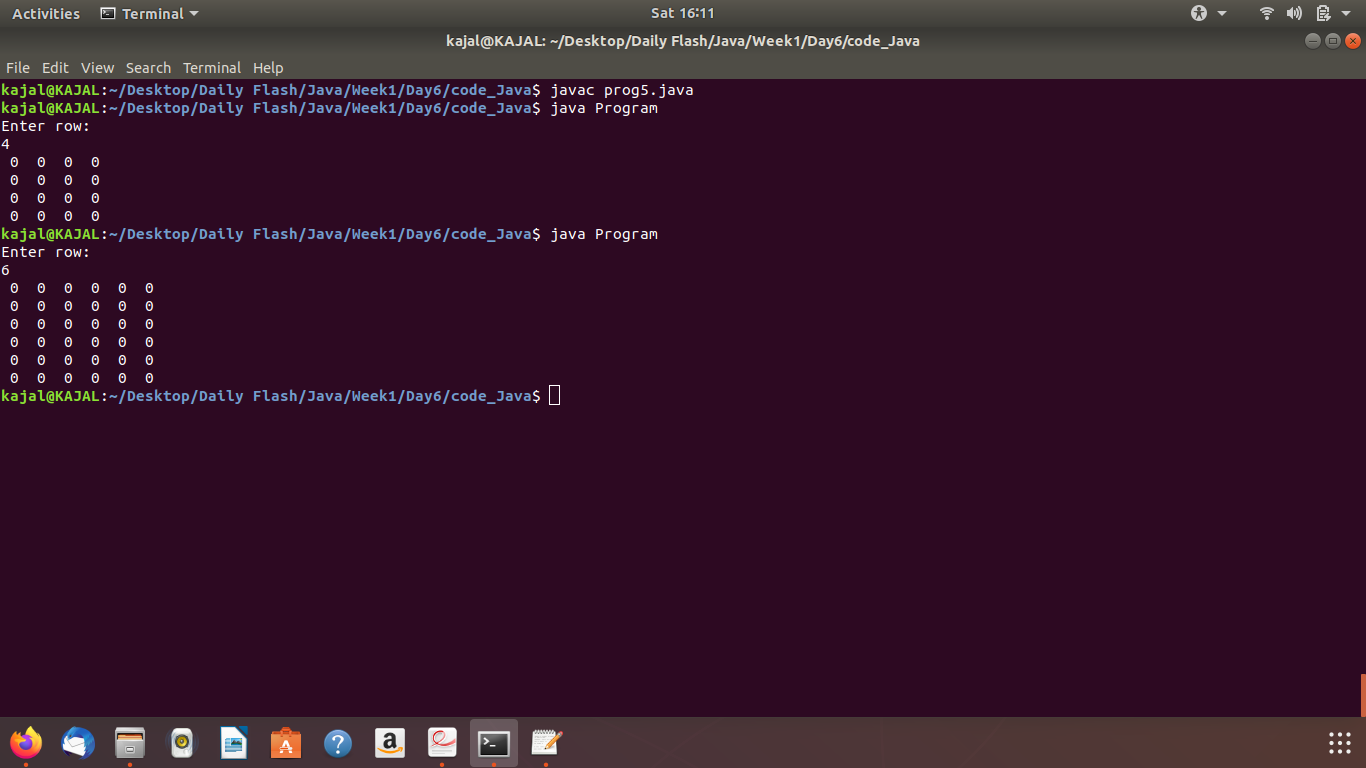 Activities Terminal Sat 16:11
kajal@KAJAL: ~/Desktop/Daily Flash/Java/Week1/Day6/code_Java
File Edit View Search Terminal Help
kajal@KAJAL:~/Desktop/Daily Flash/Java/Week1/Day6/code_Java$ javac prog5.java
kajal@KAJAL:~/Desktop/Daily Flash/Java/Week1/Day6/code_Java$ java Program
Enter row:
4
0 0 0 0
0 0 0 0
0 0 0 0
0 0 0 0
kajal@KAJAL:~/Desktop/Daily Flash/Java/Week1/Day6/code_Java$ java Program
Enter row:
6
0 0 0 0 0 0
0 0 0 0 0 0
0 0 0 0 0 0
0 0 0 0 0 0
0 0 0 0 0 0
0 0 0 0 0 0
kajal@KAJAL:~/Desktop/Daily Flash/Java/Week1/Day6/code_Java$